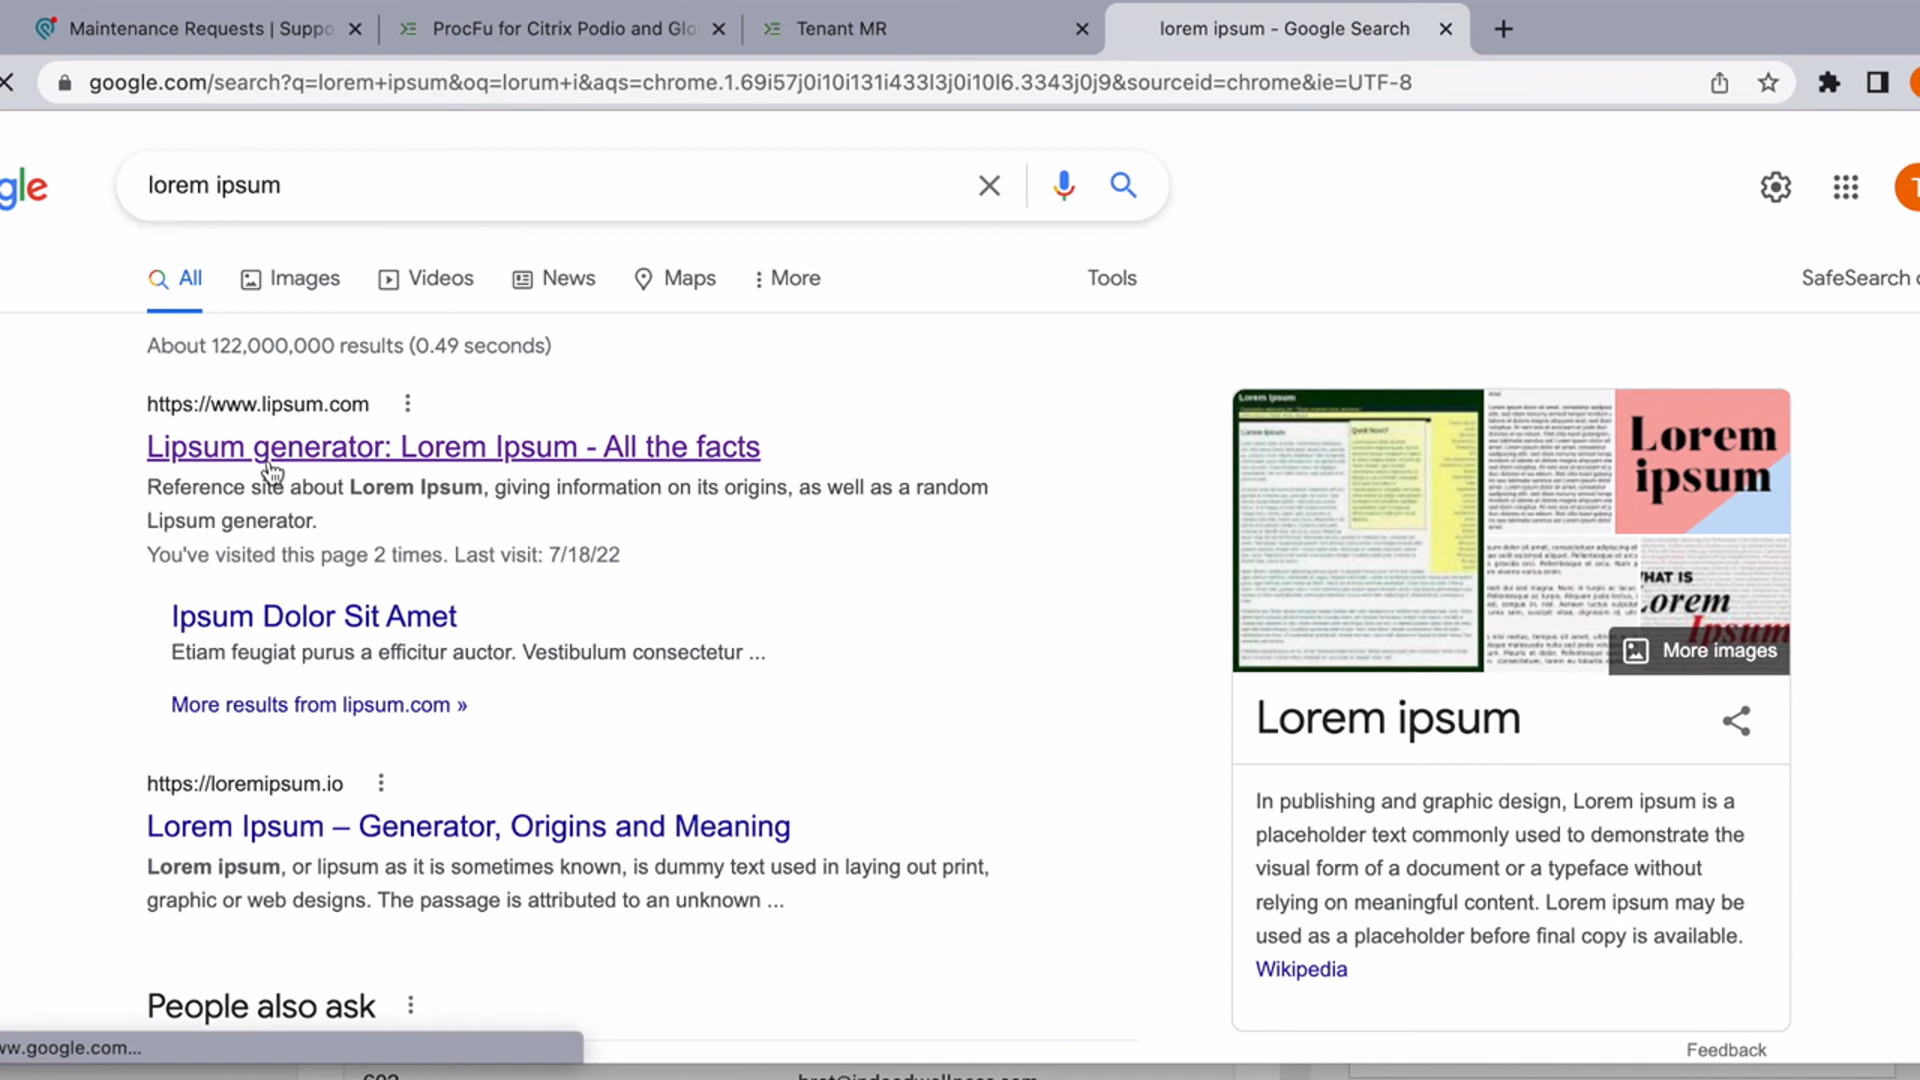 Maintenance Requests | Suppo
ProcFu for Citrix Podio and Glo
Tenant MR
lorem ipsum - Google Search
google.com/search?q=lorem+ipsum&oq=lorum+i&aqs=chrome.1.69i57j0i10i131i433l3j0i10l6.3343j0j9&sourceid=chrome&ie=UTF-8
gle
lorem ipsum
All
Images
Videos
News
Maps
More
Tools
SafeSearch
About 122,000,000 results (0.49 seconds)
https://www.lipsum.com
Lipsum generator: Lorem Ipsum - All the facts
Reference site about Lorem Ipsum, giving information on its origins, as well as a random
Lipsum generator.
You've visited this page 2 times. Last visit: 7/18/22
Ipsum Dolor Sit Amet
Etiam feugiat purus a efficitur auctor. Vestibulum consectetur ...
More results from lipsum.com »
https://loremipsum.io
Lorem Ipsum – Generator, Origins and Meaning
Lorem ipsum, or lipsum as it is sometimes known, is dummy text used in laying out print,
graphic or web designs. The passage is attributed to an unknown ...
People also ask
ww.google.com...
Lorem Ipsum
Lorem
ipsum
WHAT IS
Lorem
Ipsum
More images
Lorem ipsum
In publishing and graphic design, Lorem ipsum is a
placeholder text commonly used to demonstrate the
visual form of a document or a typeface without
relying on meaningful content. Lorem ipsum may be
used as a placeholder before final copy is available.
Wikipedia
Feedback